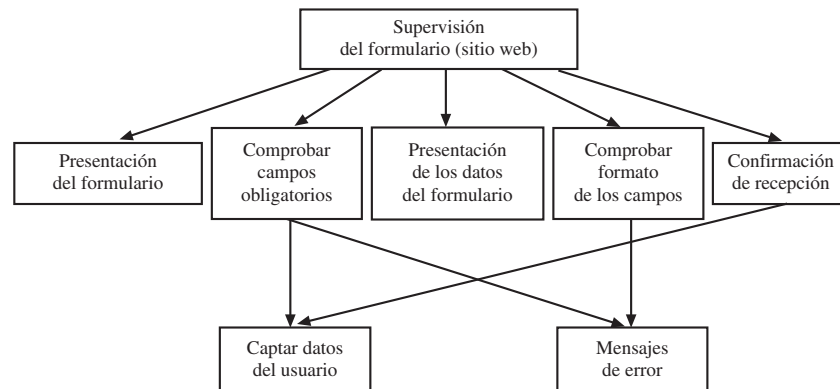 Supervisión
del formulario (sitio web)
Presentación
del formulario
Comprobar
campos
obligatorios
Presentación
de los datos
del formulario
Comprobar
formato
de los campos
Confirmación
de recepción
Captar datos
del usuario
Mensajes
de error